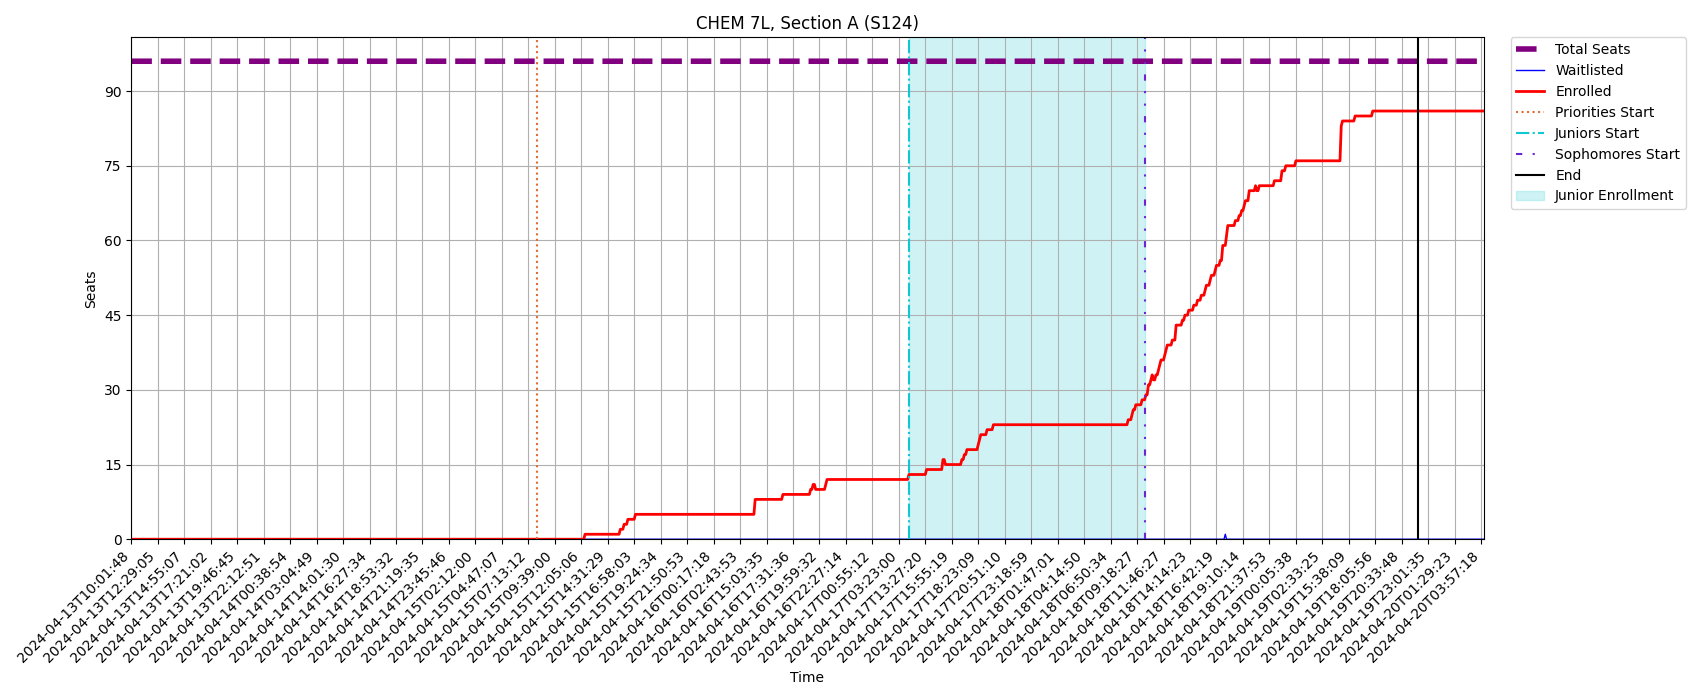 CHEM 7L, Section A (S124)
Total Seats
Waitlisted
Enrolled
Priorities Start
Juniors Start
Sophomores Start
End
Junior Enrollment
Seats
90
75
60
45
30
15
0
2024-04-13T10:01:48
2024-04-13T12:29:05
2024-04-13T14:55:07
2024-04-13T17:21:02
2024-04-13T19:46:45
2024-04-13T22:12:51
2024-04-14T00:38:54
2024-04-14T03:04:49
2024-04-14T14:01:30
2024-04-14T16:27:34
2024-04-14T18:53:32
2024-04-14T21:19:35
2024-04-14T23:45:46
2024-04-15T02:12:00
2024-04-15T04:47:07
2024-04-15T07:13:12
2024-04-15T09:39:00
2024-04-15T12:05:06
2024-04-15T14:31:29
2024-04-15T16:58:03
2024-04-15T19:24:34
2024-04-15T21:50:53
2024-04-16T00:17:18
2024-04-16T02:43:53
2024-04-16T15:03:35
2024-04-16T17:31:36
2024-04-16T19:59:32
2024-04-16T22:27:14
2024-04-17T00:55:12
2024-04-17T03:23:00
2024-04-17T13:27:20
2024-04-17T15:55:19
2024-04-17T18:23:09
2024-04-17T20:51:10
2024-04-17T23:18:59
2024-04-18T01:47:01
2024-04-18T04:14:50
2024-04-18T06:50:34
2024-04-18T09:18:27
2024-04-18T11:46:27
2024-04-18T14:14:23
2024-04-18T16:42:19
2024-04-18T19:10:14
2024-04-18T21:37:53
2024-04-19T00:05:38
2024-04-19T02:33:25
2024-04-19T15:38:09
2024-04-19T18:05:56
2024-04-19T20:33:48
2024-04-19T23:01:35
2024-04-20T01:29:23
2024-04-20T03:57:18
Time